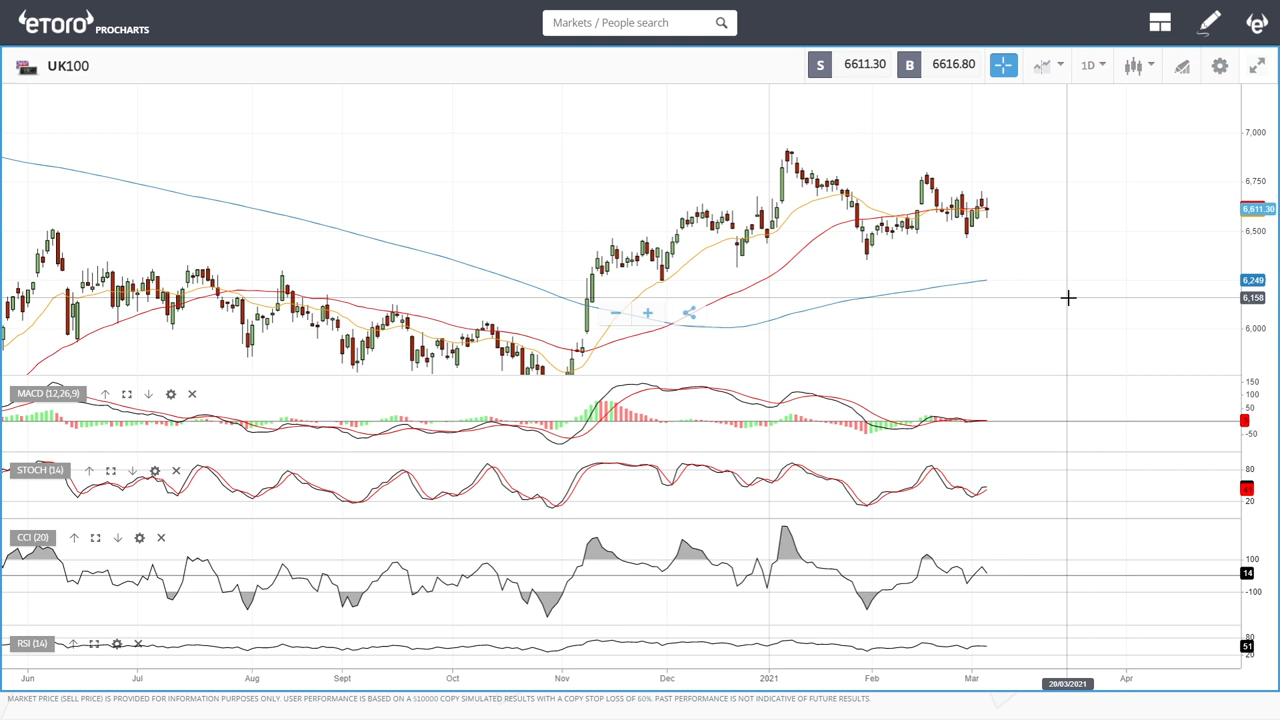 eToro PROCHARTS
Markets / People search
UK100
S 6611.30 B 6616.80
1D
7,000
6,750
6,611.30
6,500
6,249
6,158
6,000
MACD (12,26,9)
150
100
50
-50
STOCH (14)
80
20
CCI (20)
100
14
-100
RSI (14)
80
51
20
Jun Jul Aug Sept Oct Nov Dec 2021 Feb Mar Apr
20/03/2021
MARKET PRICE (SELL PRICE) IS PROVIDED FOR INFORMATION PURPOSES ONLY. USER PERFORMANCE IS BASED ON A $10000 COPY SIMULATED RESULTS WITH A COPY STOP LOSS OF 60%. PAST PERFORMANCE IS NOT INDICATIVE OF FUTURE RESULTS.